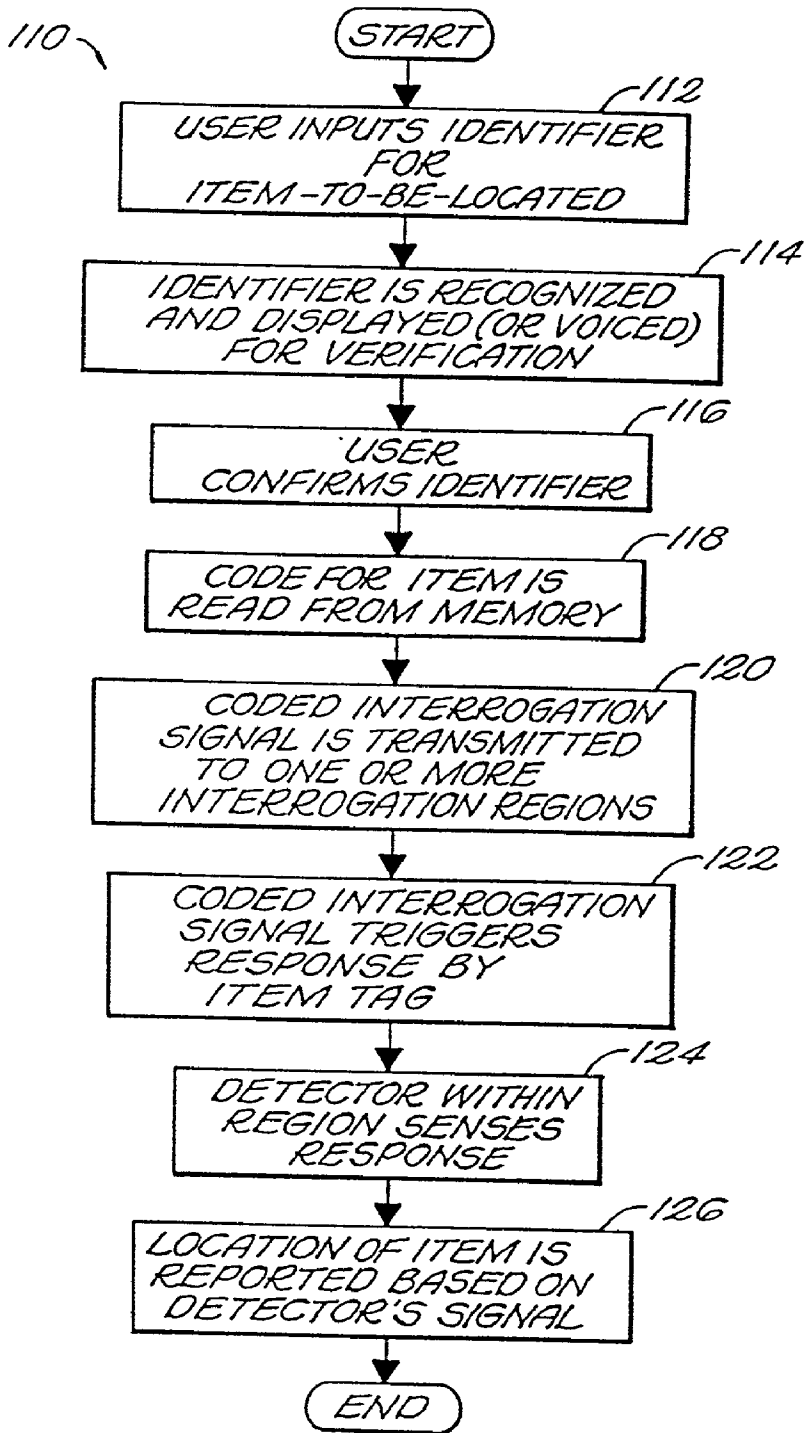 110
START
112
USER INPUTS IDENTIFIER
FOR
ITEM-TO-BE-LOCATED
114
IDENTIFIER IS RECOGNIZED
AND DISPLAYED (OR VOICED)
FOR VERIFICATION
116
USER
CONFIRMS IDENTIFIER
118
CODE FOR ITEM IS
READ FROM MEMORY
120
CODED INTERROGATION
SIGNAL IS TRANSMITTED
TO ONE OR MORE
INTERROGATION REGIONS
122
CODED INTERROGATION
SIGNAL TRIGGERS
RESPONSE BY
ITEM TAG
124
DETECTOR WITHIN
REGION SENSES
RESPONSE
126
LOCATION OF ITEM IS
REPORTED BASED ON
DETECTOR'S SIGNAL
END